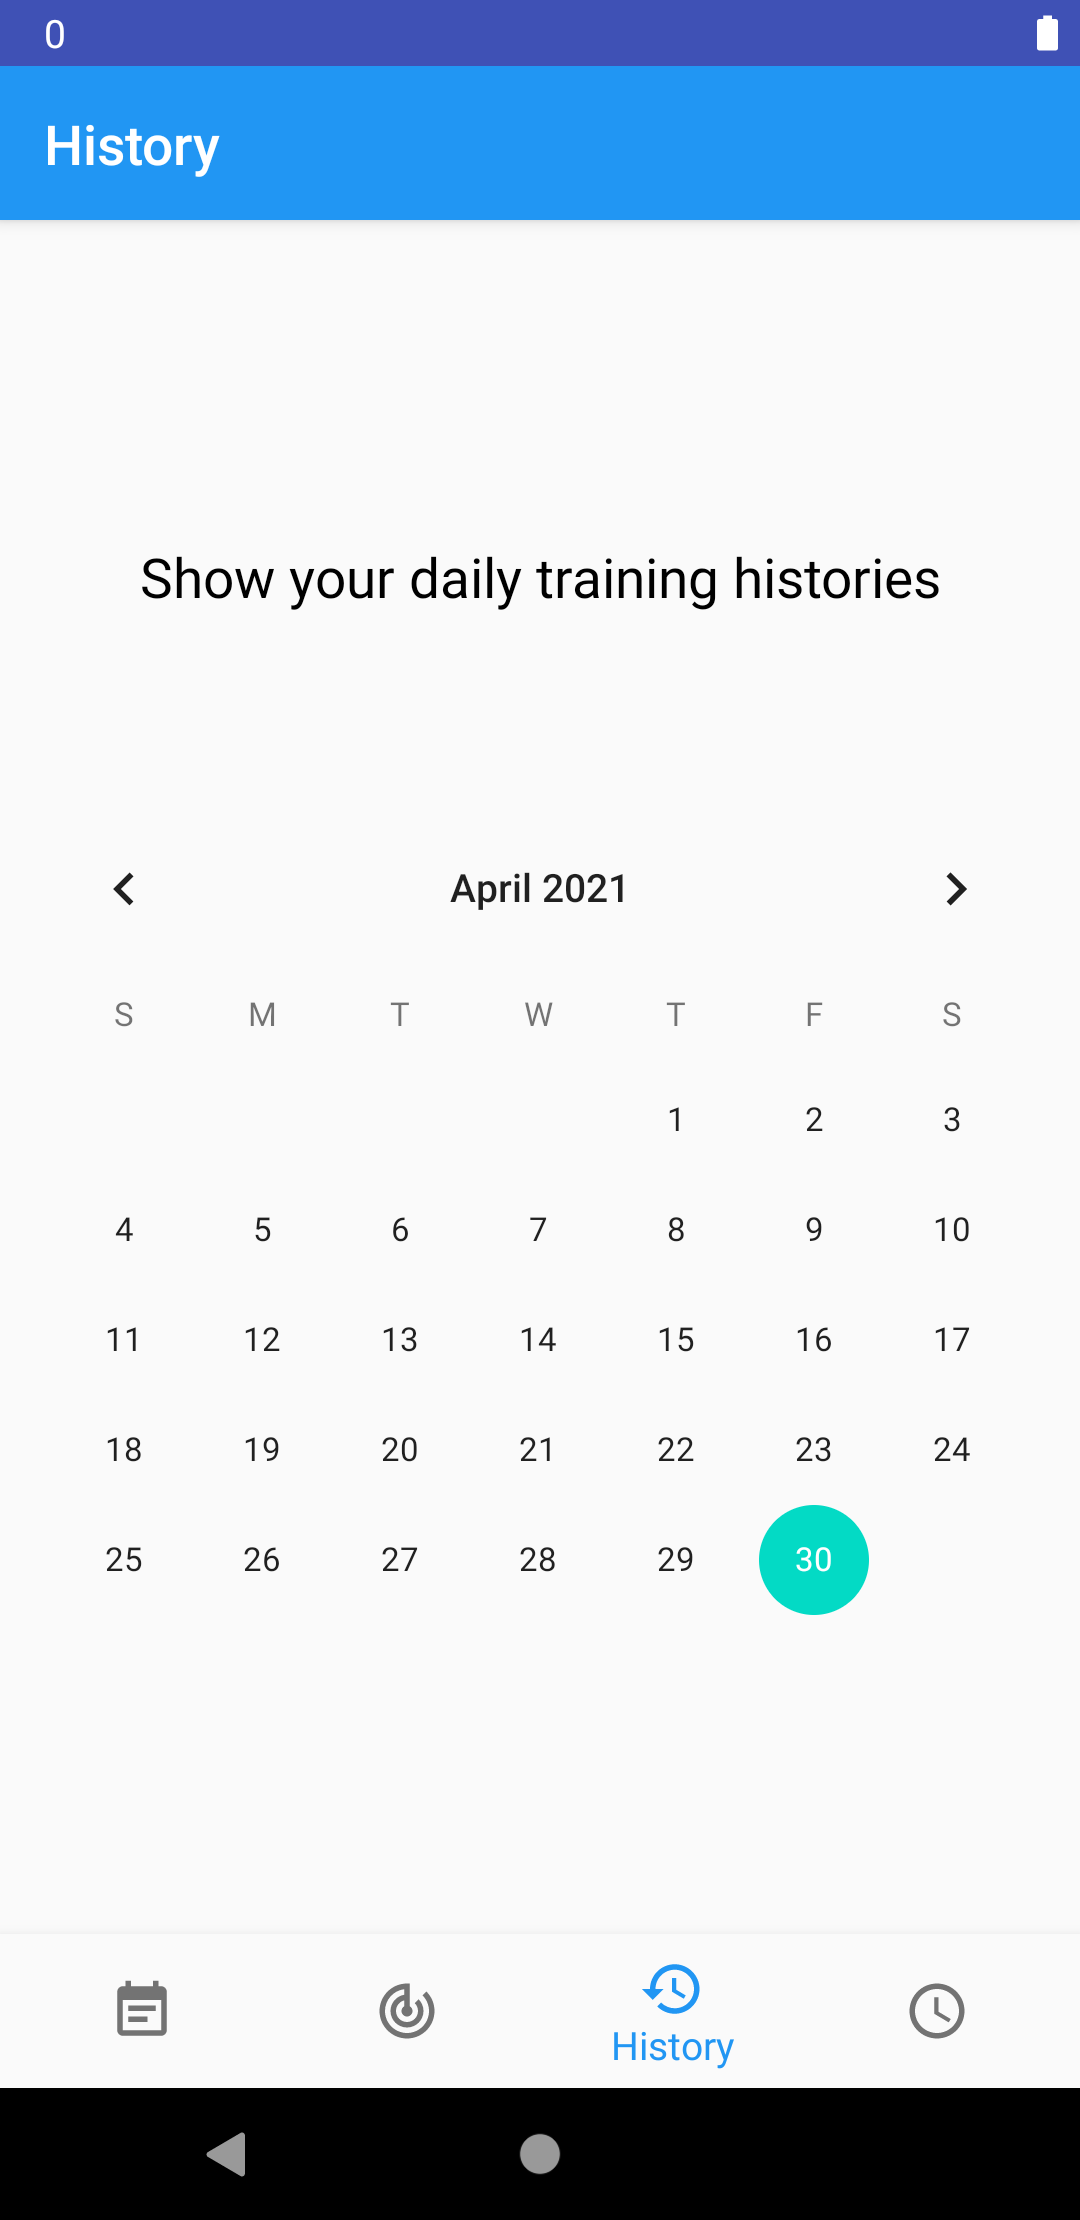 0
History
Show your daily training histories
April 2021
S M T W T F S
1 2 3
4 5 6 7 8 9 10
11 12 13 14 15 16 17
18 19 20 21 22 23 24
25 26 27 28 29 30
History